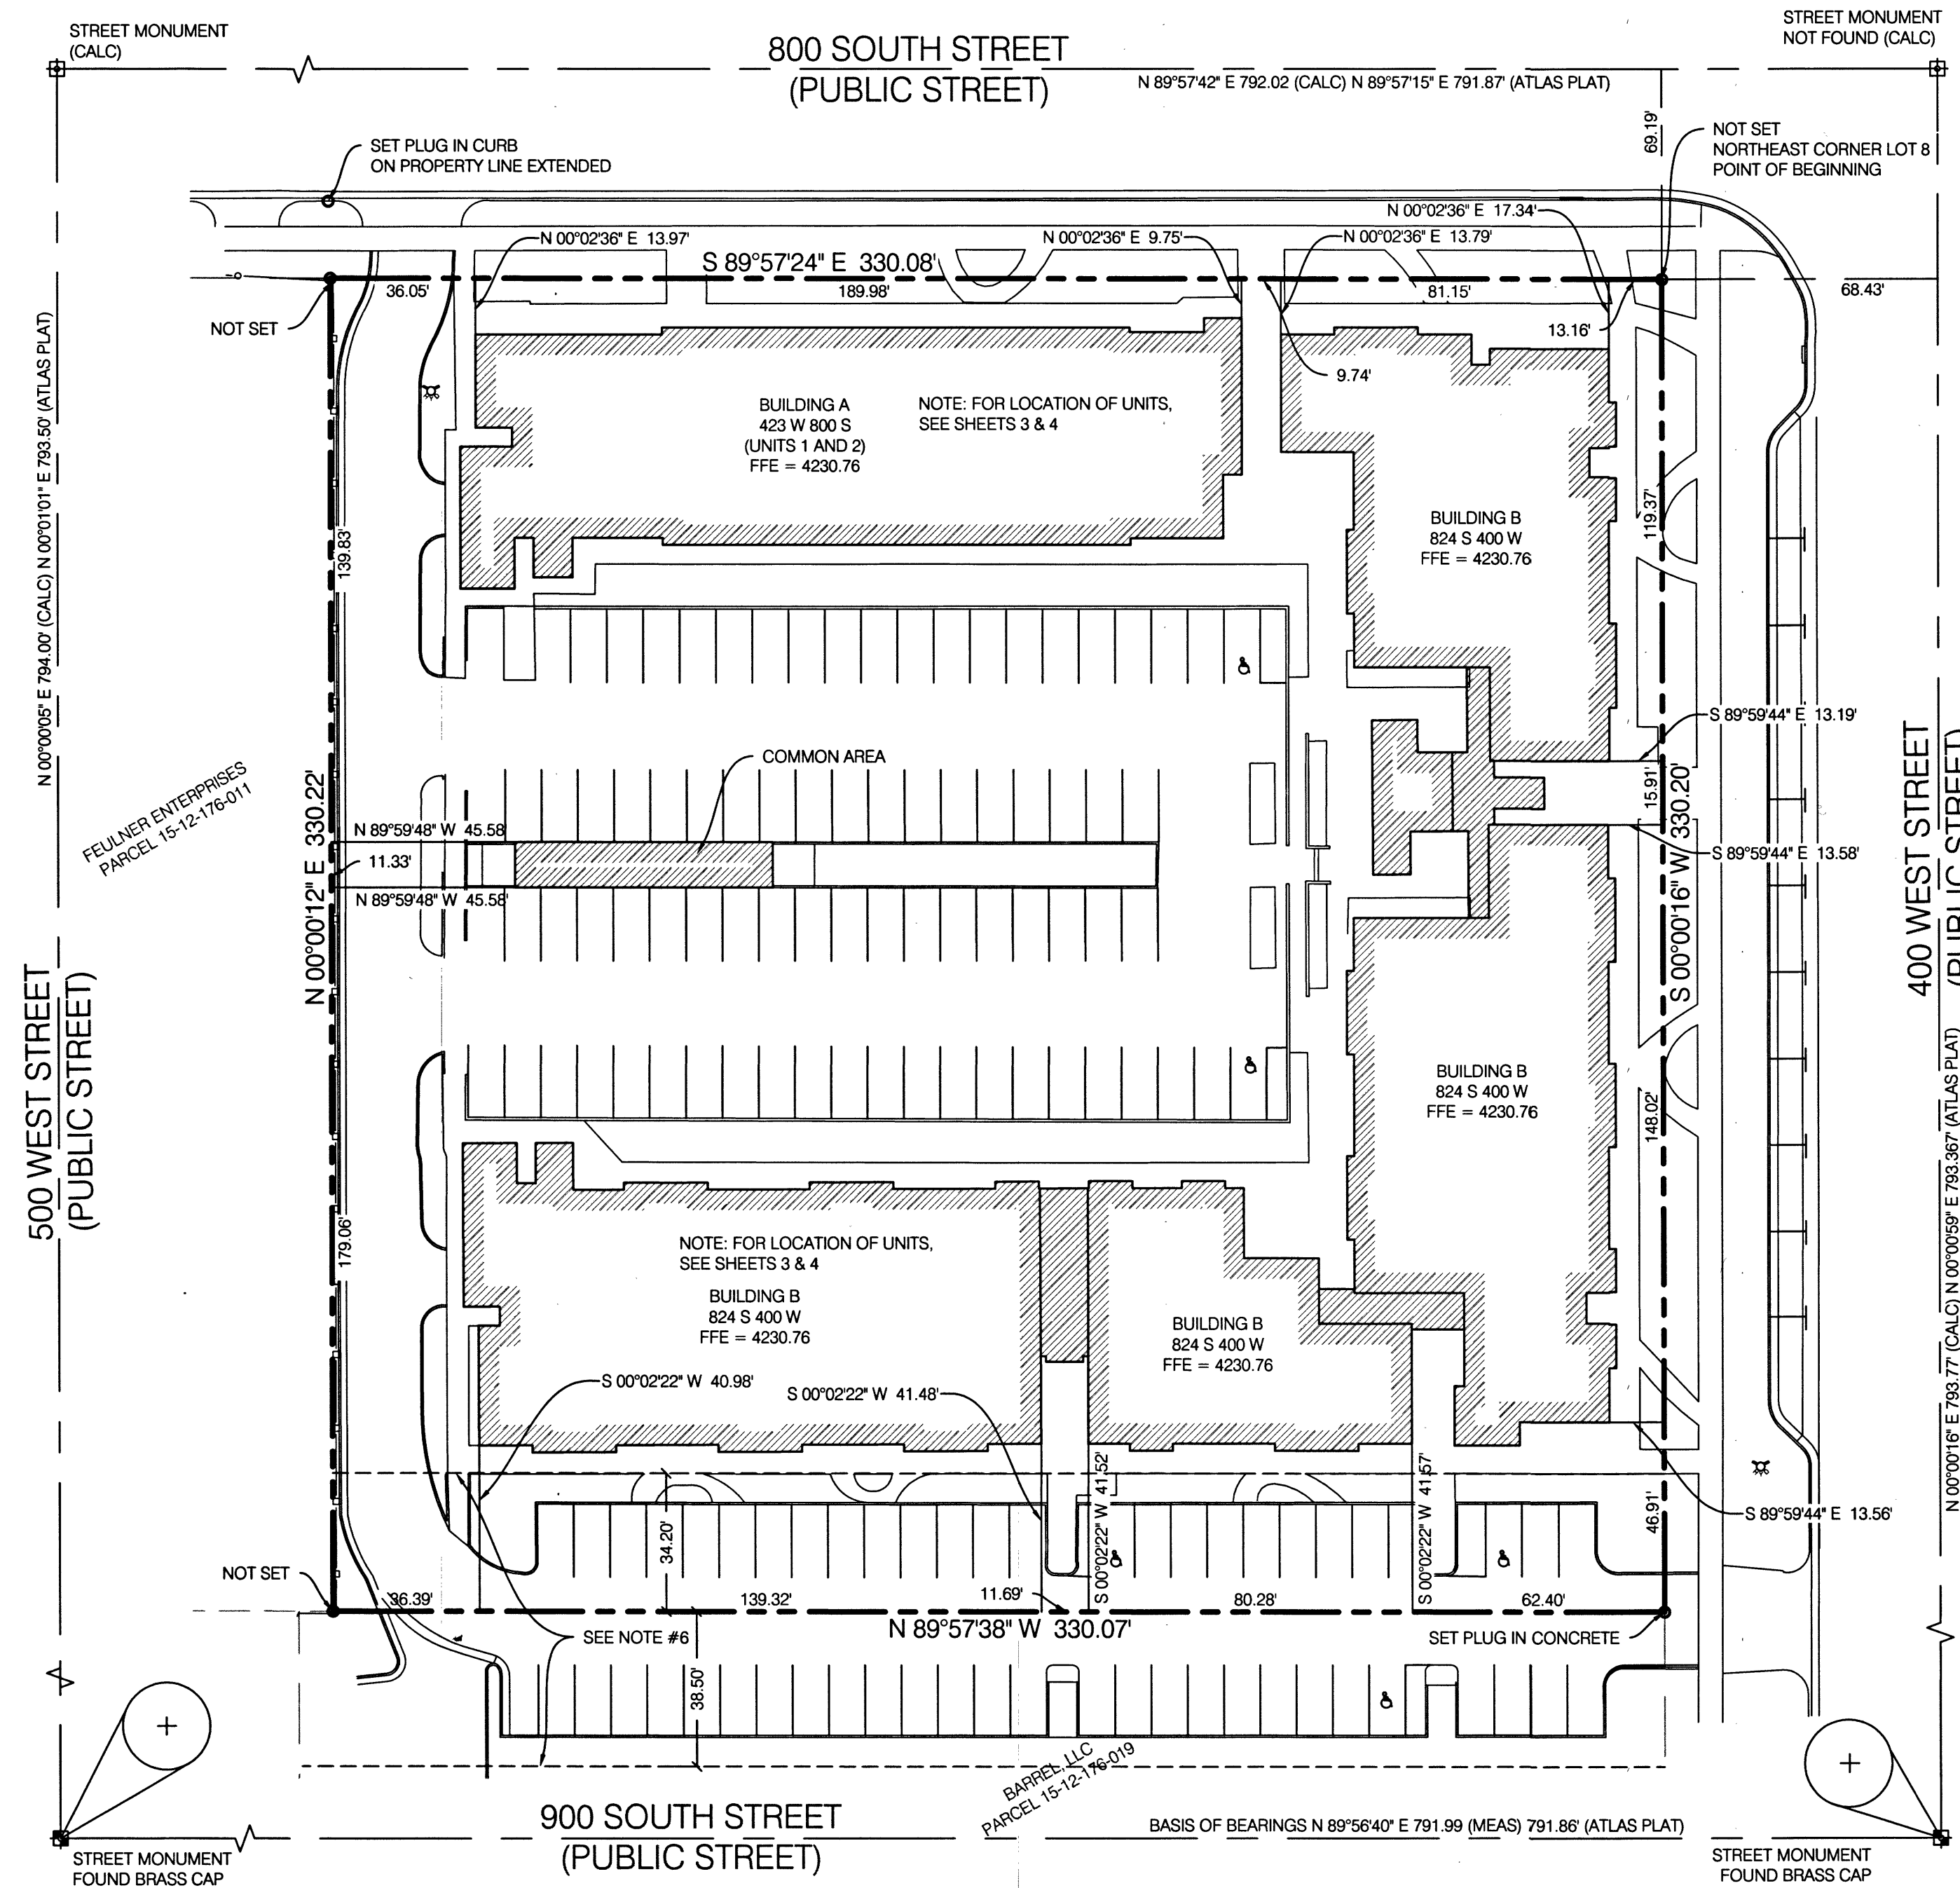 STREET MONUMENT
(CALC)
800 SOUTH STREET
(PUBLIC STREET)
N 89°57'42" E 792.02 (CALC) N 89°57'15" E 791.87' (ATLAS PLAT)
STREET MONUMENT
NOT FOUND (CALC)
69.19'
SET PLUG IN CURB
ON PROPERTY LINE EXTENDED
NOT SET
NORTHEAST CORNER LOT 8
POINT OF BEGINNING
N 00°02'36" E 13.97'
S 89°57'24" E 330.08'
N 00°02'36" E 9.75'
N 00°02'36" E 17.34'
N 00°02'36" E 13.79'
36.05'
189.98'
81.15'
68.43'
NOT SET
13.16'
9.74'
BUILDING A
423 W 800 S
(UNITS 1 AND 2)
FFE = 4230.76
NOTE: FOR LOCATION OF UNITS,
SEE SHEETS 3 & 4
BUILDING B
824 S 400 W
FFE = 4230.76
119.37'
139.83'
N 00°00'05" E 794.00' (CALC) N 00°01'01" E 793.50' (ATLAS PLAT)
FEULNER ENTERPRISES
PARCEL 15-12-176-011
N 00°00'12" E 330.22'
COMMON AREA
N 89°59'48" W 45.58'
11.33'
N 89°59'48" W 45.58'
S 89°59'44" E 13.19'
15.91'
S 00°00'16" W 330.20'
S 89°59'44" E 13.58'
400 WEST STREET
(PUBLIC STREET)
500 WEST STREET
(PUBLIC STREET)
BUILDING B
824 S 400 W
FFE = 4230.76
148.02'
N 00°00'16" E 793.77' (CALC) N 00°00'59" E 793.367' (ATLAS PLAT)
179.06'
NOTE: FOR LOCATION OF UNITS,
SEE SHEETS 3 & 4
BUILDING B
824 S 400 W
FFE = 4230.76
BUILDING B
824 S 400 W
FFE = 4230.76
S 00°02'22" W 40.98'
S 00°02'22" W 41.48'
S 00°02'22" W 41.52'
S 00°02'22" W 41.57'
46.91'
S 89°59'44" E 13.56'
34.20'
NOT SET
36.39'
139.32'
11.69'
80.28'
62.40'
N 89°57'38" W 330.07'
SEE NOTE #6
SET PLUG IN CONCRETE
38.50'
BARREL, LLC
PARCEL 15-12-176-019
900 SOUTH STREET
(PUBLIC STREET)
BASIS OF BEARINGS N 89°56'40" E 791.99 (MEAS) 791.86' (ATLAS PLAT)
STREET MONUMENT
FOUND BRASS CAP
STREET MONUMENT
FOUND BRASS CAP